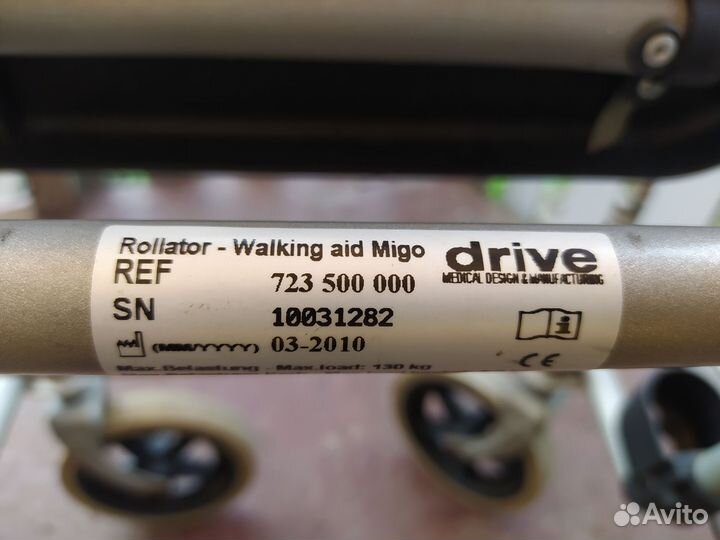 Rollator - Walking aid Migo
drive
MEDICAL DESIGN & MANUFACTURING
REF 723 500 000
SN 10031282
(MM/YYYY) 03-2010
CE
Max.Belastung - Max.load: 130 kg
Avito